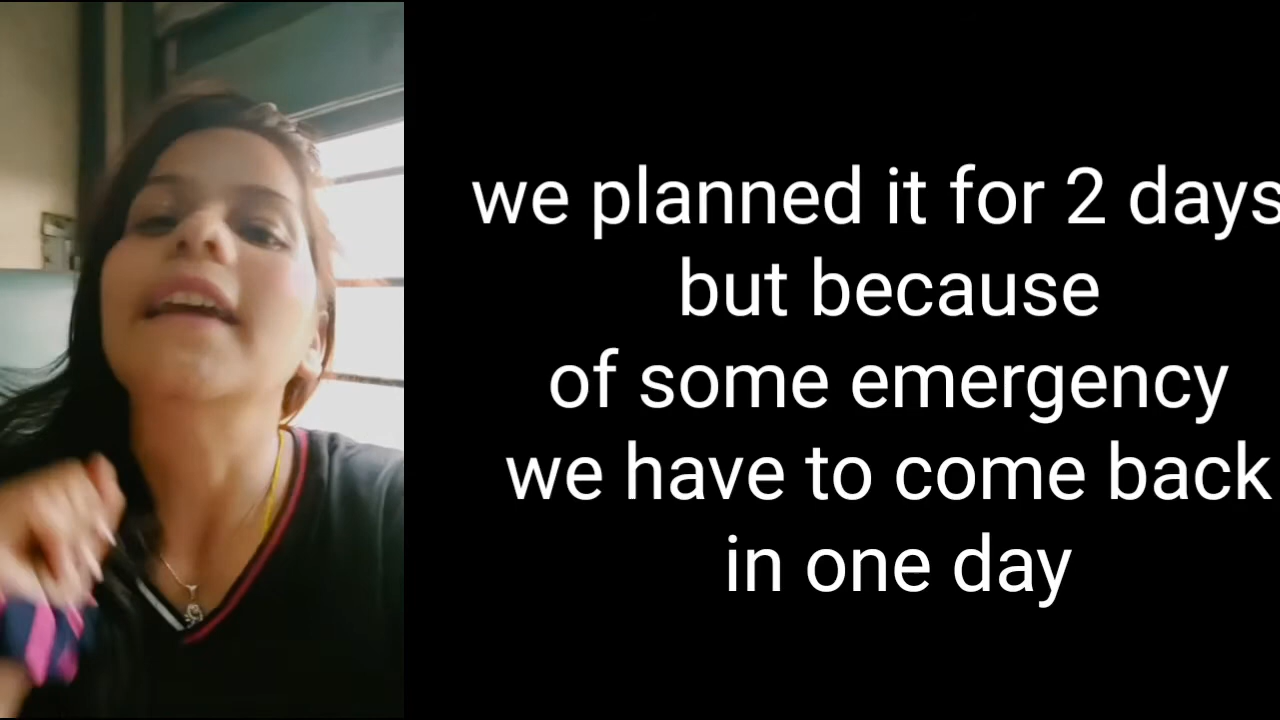 we planned it for 2 days
but because
of some emergency
we have to come back
in one day